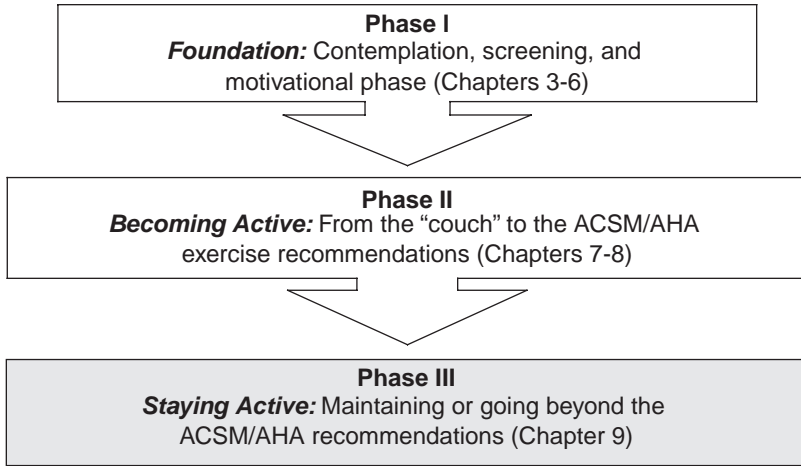 Phase I
Foundation: Contemplation, screening, and
motivational phase (Chapters 3-6)
Phase II
Becoming Active: From the “couch” to the ACSM/AHA
exercise recommendations (Chapters 7-8)
Phase III
Staying Active: Maintaining or going beyond the
ACSM/AHA recommendations (Chapter 9)